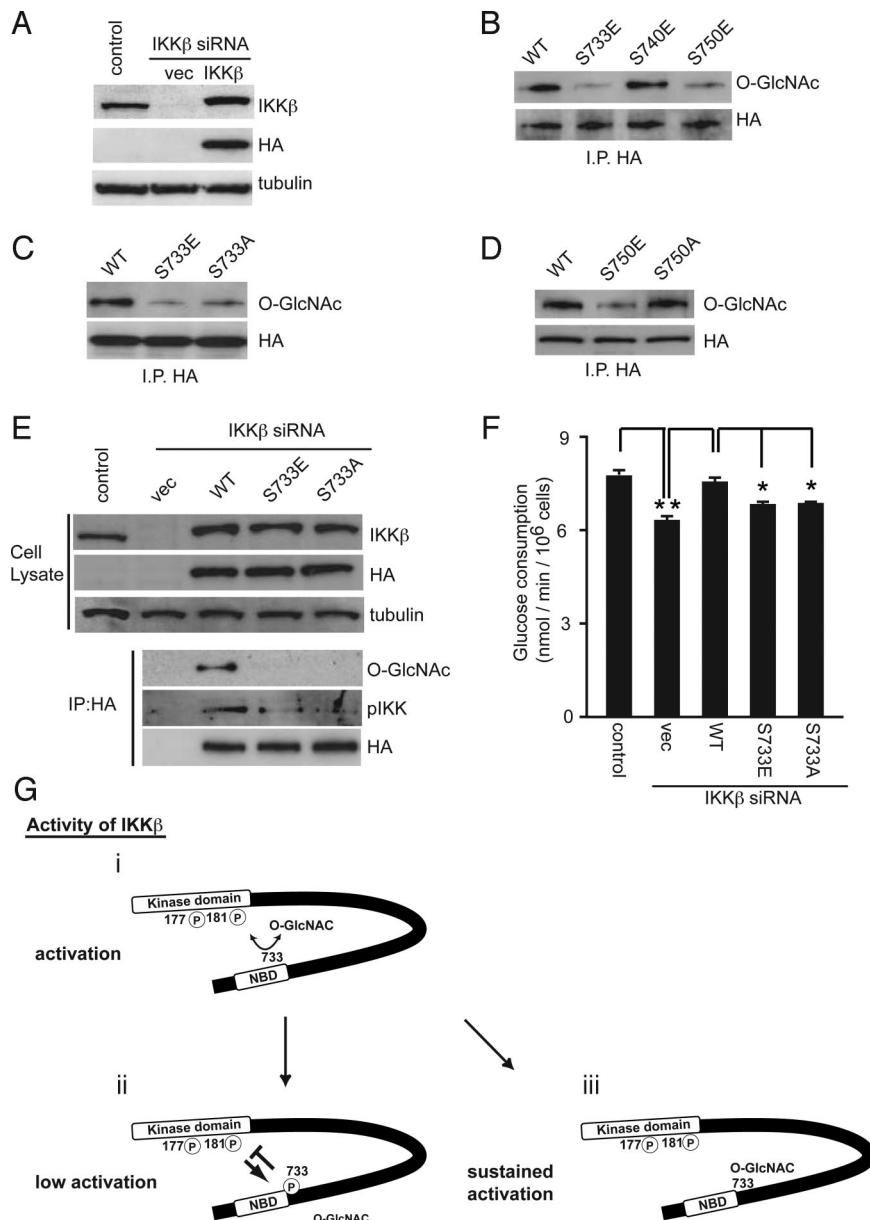 A
control
IKKβ siRNA
vec IKKβ
IKKβ
HA
tubulin
B
WT
S733E
S740E
S750E
O-GlcNAc
HA
I.P. HA
C
WT
S733E
S733A
O-GlcNAc
HA
I.P. HA
D
WT
S750E
S750A
O-GlcNAc
HA
I.P. HA
E
IKKβ siRNA
control
vec
WT
S733E
S733A
Cell
Lysate
IKKβ
HA
tubulin
IP:HA
O-GlcNAc
pIKK
HA
F
Glucose consumption
(nmol / min / 10⁶ cells)
9
6
3
0
**
*
*
control
vec
WT
S733E
S733A
IKKβ siRNA
G
Activity of IKKβ
i
Kinase domain
177 P 181 P
O-GlcNAC
733
NBD
activation
ii
Kinase domain
177 P 181 P
733
P
NBD
low activation
O-GlcNAC
iii
Kinase domain
177 P 181 P
O-GlcNAC
733
NBD
sustained
activation